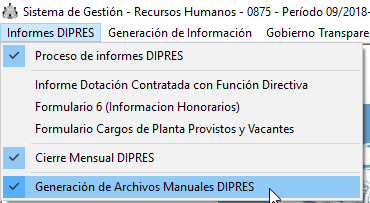 Sistema de Gestión - Recursos Humanos - 0875 - Período 09/2018-
Informes DIPRES Generación de Información Gobierno Transpare
Proceso de informes DIPRES
Informe Dotación Contratada con Función Directiva
Formulario 6 (Informacion Honorarios)
Formulario Cargos de Planta Provistos y Vacantes
Cierre Mensual DIPRES
Generación de Archivos Manuales DIPRES